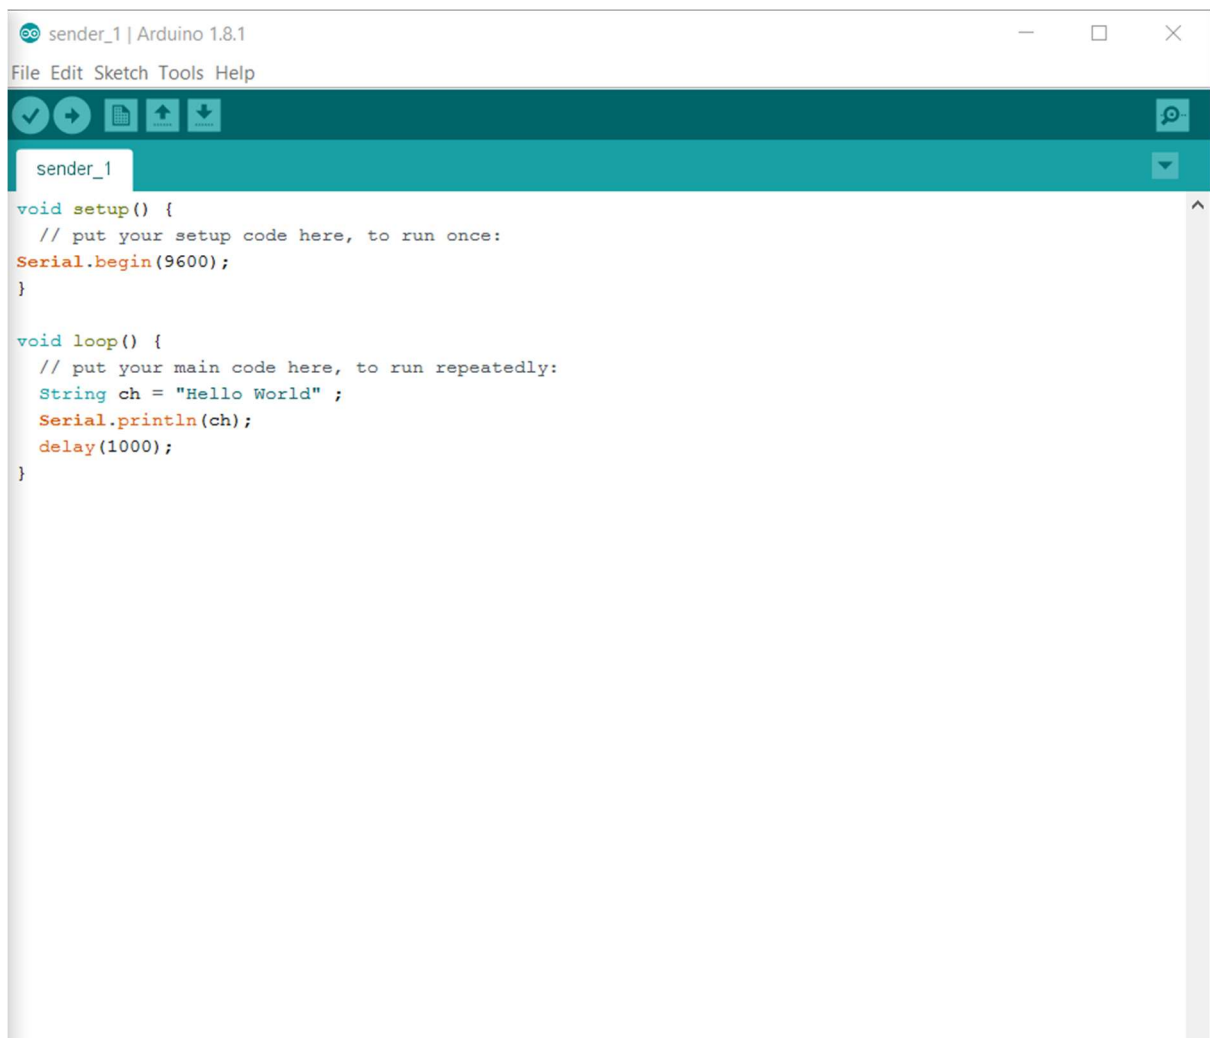 sender_1 | Arduino 1.8.1
File Edit Sketch Tools Help
sender_1
void setup() {
  // put your setup code here, to run once:
Serial.begin(9600);
}

void loop() {
  // put your main code here, to run repeatedly:
  String ch = "Hello World" ;
  Serial.println(ch);
  delay(1000);
}